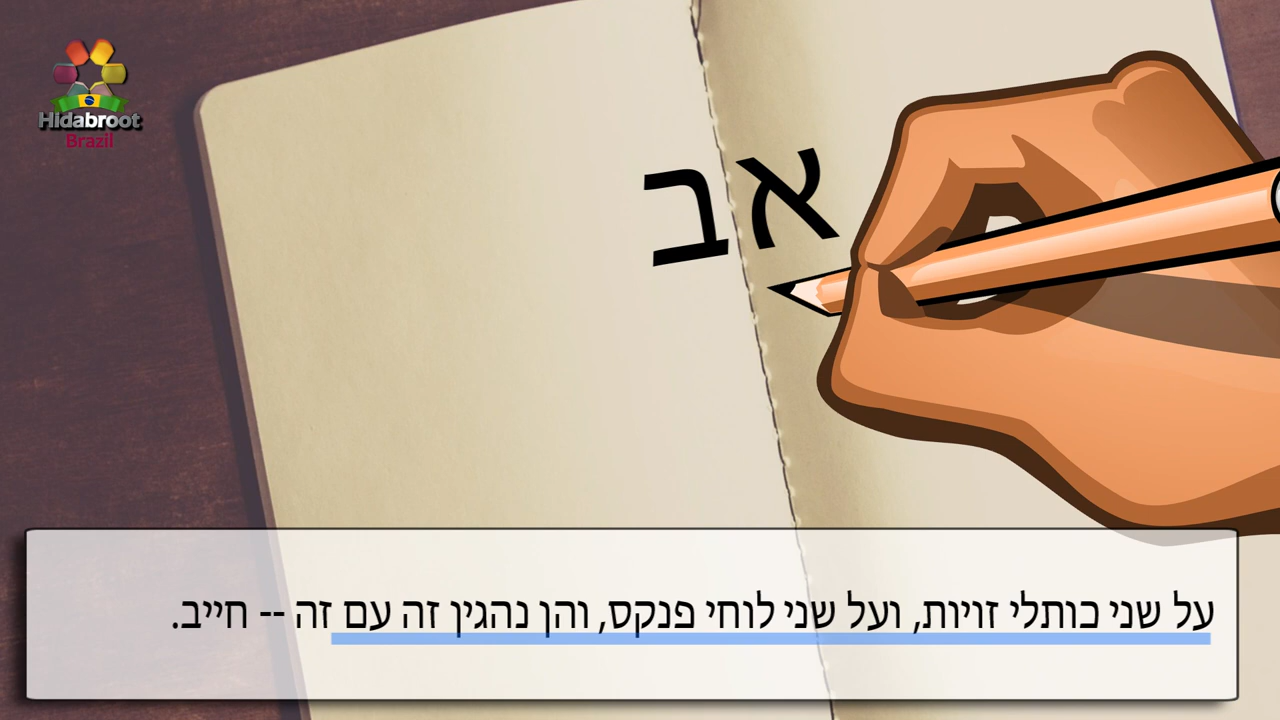 Hidabroot
Brazil
אב
על שני כותלי זויות, ועל שני לוחי פנקס, והן נהגין זה עם זה -- חייב.